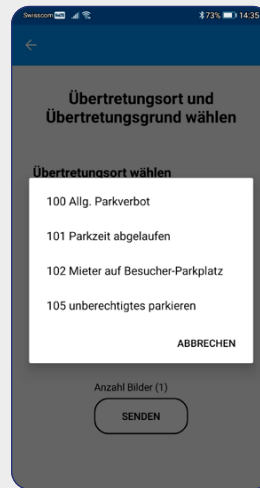 Swisscom 73% 14:35
Übertretungsort und
Übertretungsgrund wählen
Übertretungsort wählen
100 Allg. Parkverbot
101 Parkzeit abgelaufen
102 Mieter auf Besucher-Parkplatz
105 unberechtigtes parkieren
ABBRECHEN
Anzahl Bilder (1)
SENDEN